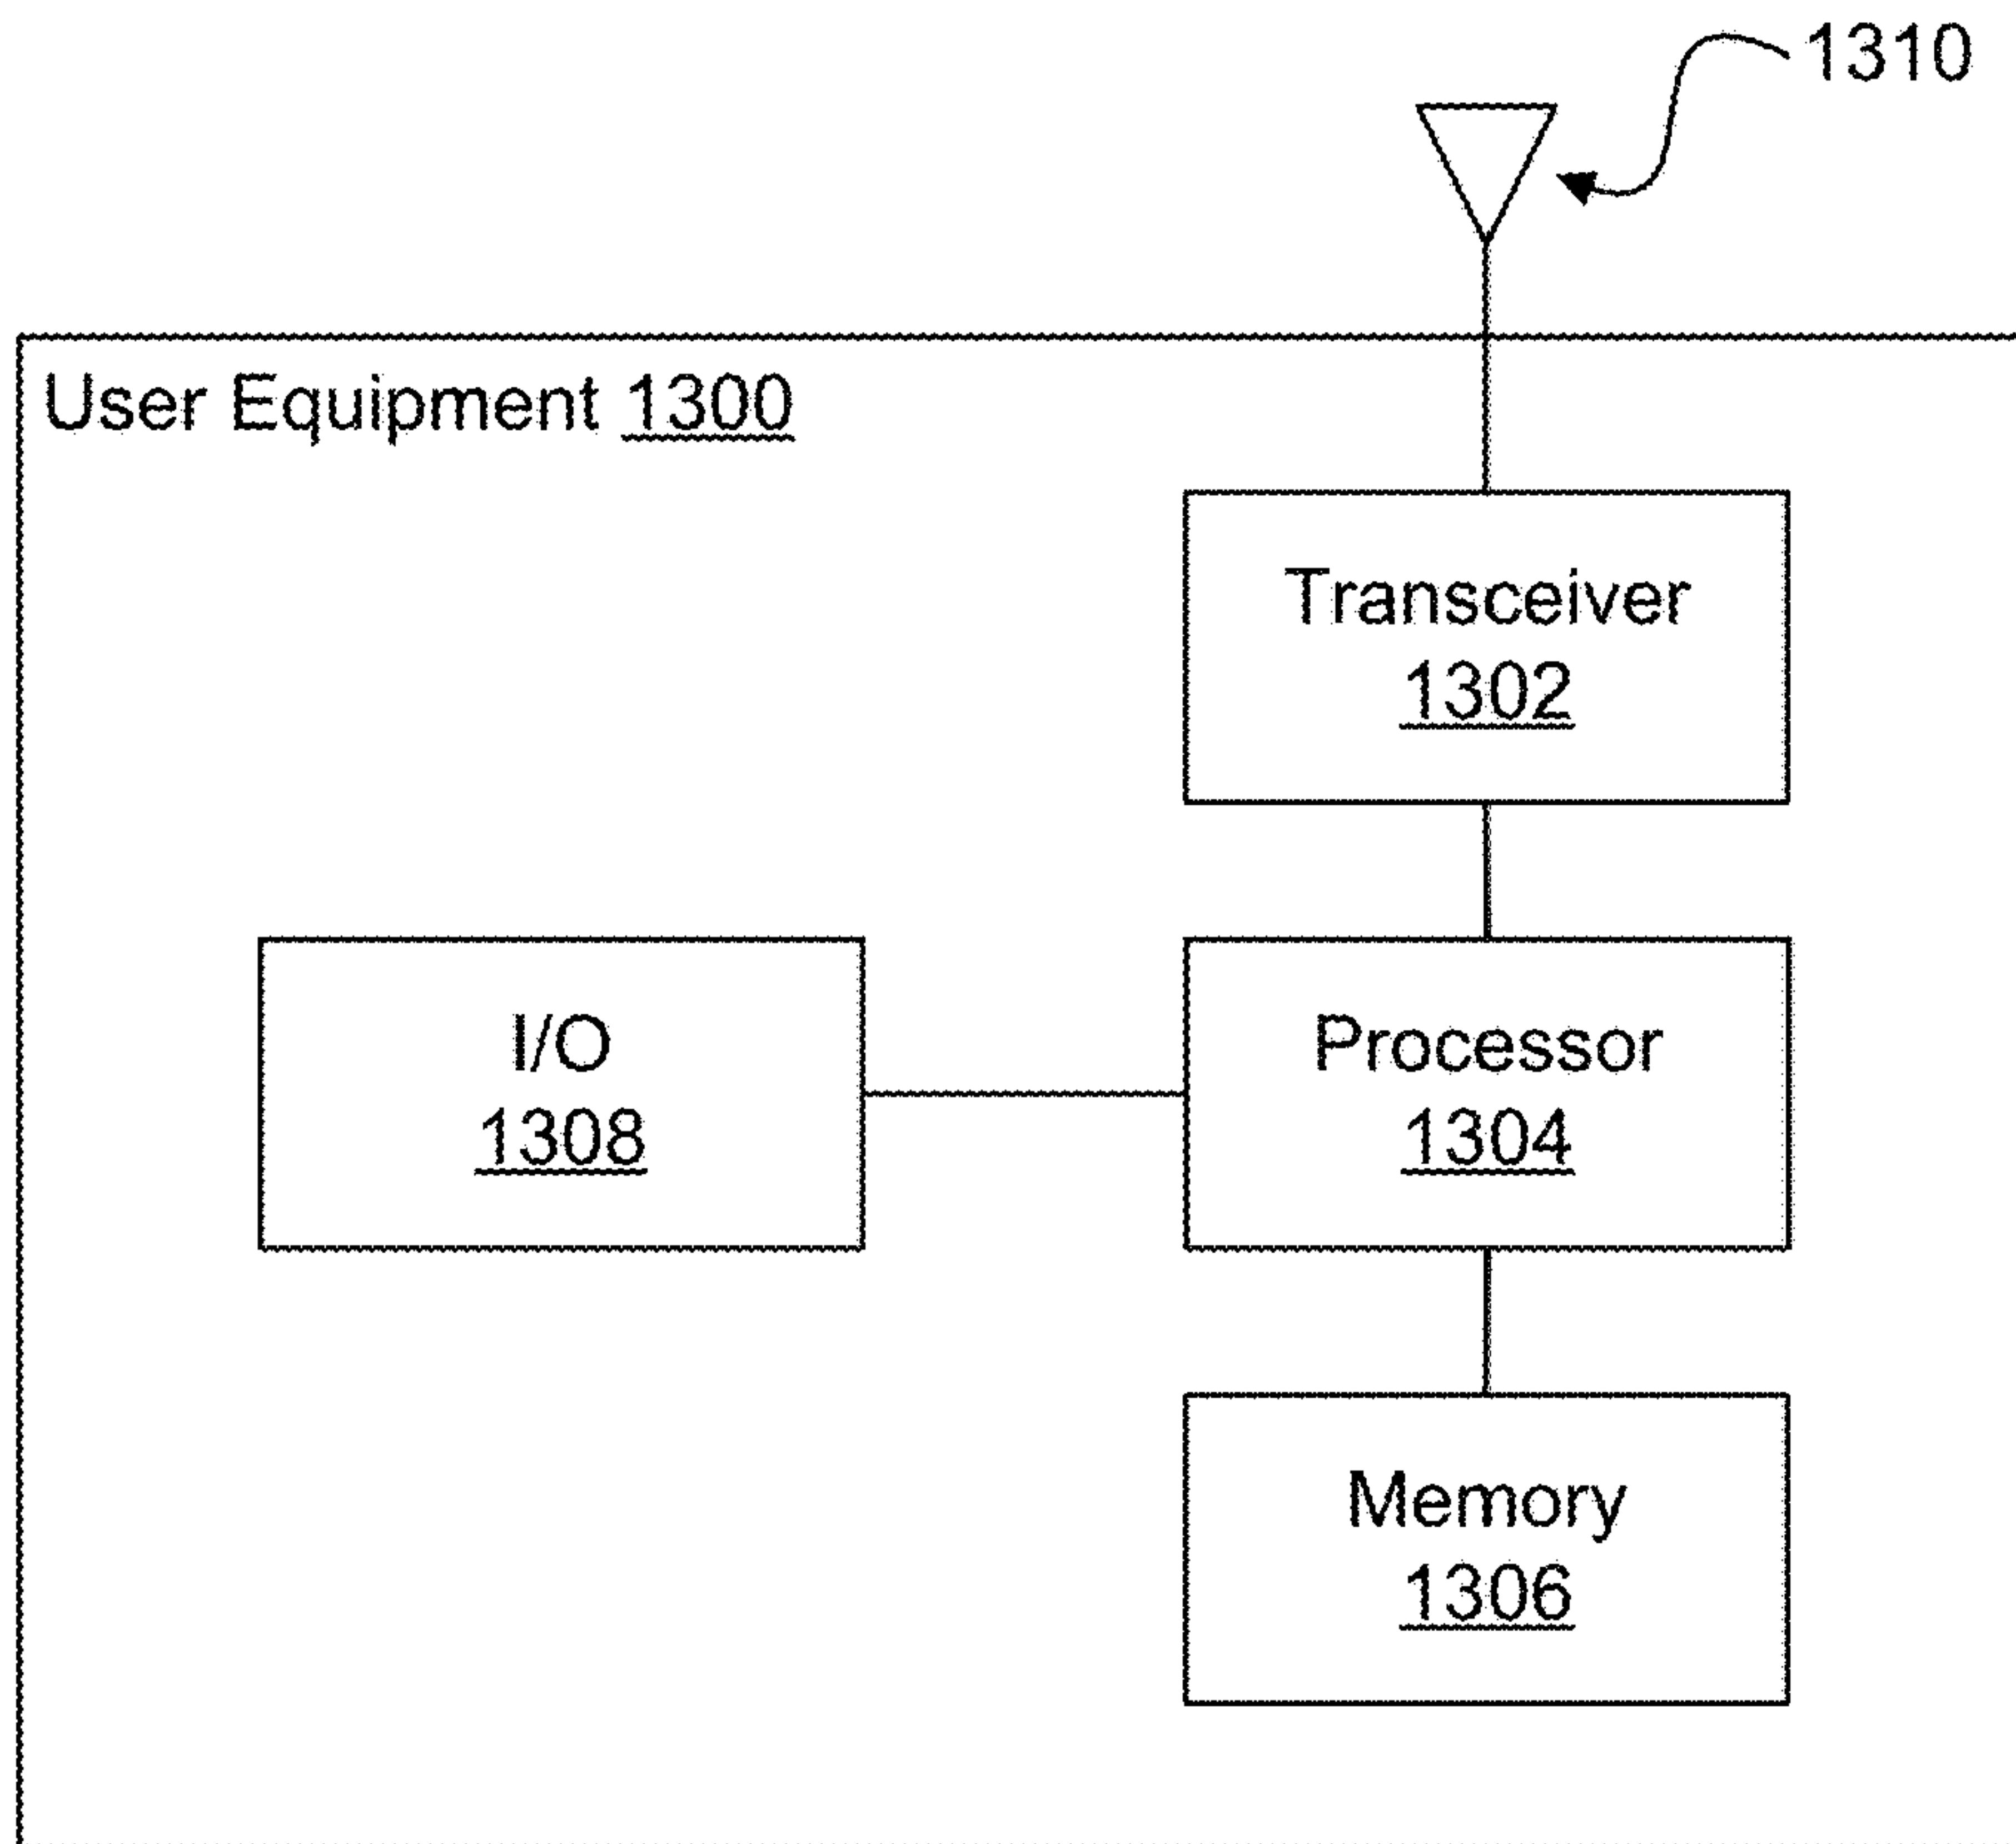 1310
User Equipment 1300
Transceiver
1302
I/O
1308
Processor
1304
Memory
1306